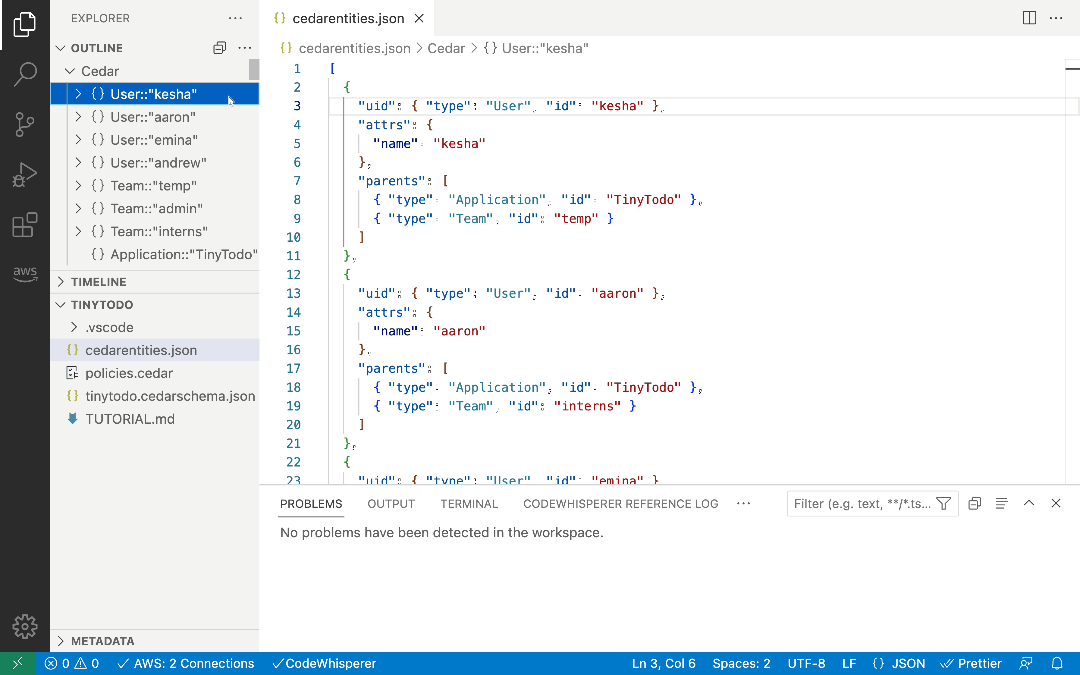 EXPLORER
OUTLINE
Cedar
{} User::"kesha"
{} User::"aaron"
{} User::"emina"
{} User::"andrew"
{} Team::"temp"
{} Team::"admin"
{} Team::"interns"
{} Application::"TinyTodo"
TIMELINE
TINYTODO
.vscode
{} cedarentities.json
policies.cedar
{} tinytodo.cedarschema.json
TUTORIAL.md
METADATA
aws
{} cedarentities.json
{} cedarentities.json > Cedar > {} User::"kesha"
1 [
2 {
3 "uid": { "type": "User", "id": "kesha" },
4 "attrs": {
5 "name": "kesha"
6 },
7 "parents": [
8 { "type": "Application", "id": "TinyTodo" },
9 { "type": "Team", "id": "temp" }
10 ]
11 },
12 {
13 "uid": { "type": "User", "id": "aaron" },
14 "attrs": {
15 "name": "aaron"
16 },
17 "parents": [
18 { "type": "Application", "id": "TinyTodo" },
19 { "type": "Team", "id": "interns" }
20 ]
21 },
22 {
23 "uid": { "type": "User", "id": "emina" }
PROBLEMS OUTPUT TERMINAL CODEWHISPERER REFERENCE LOG
Filter (e.g. text, **/*.ts...
No problems have been detected in the workspace.
0 0 AWS: 2 Connections CodeWhisperer Ln 3, Col 6 Spaces: 2 UTF-8 LF {} JSON Prettier